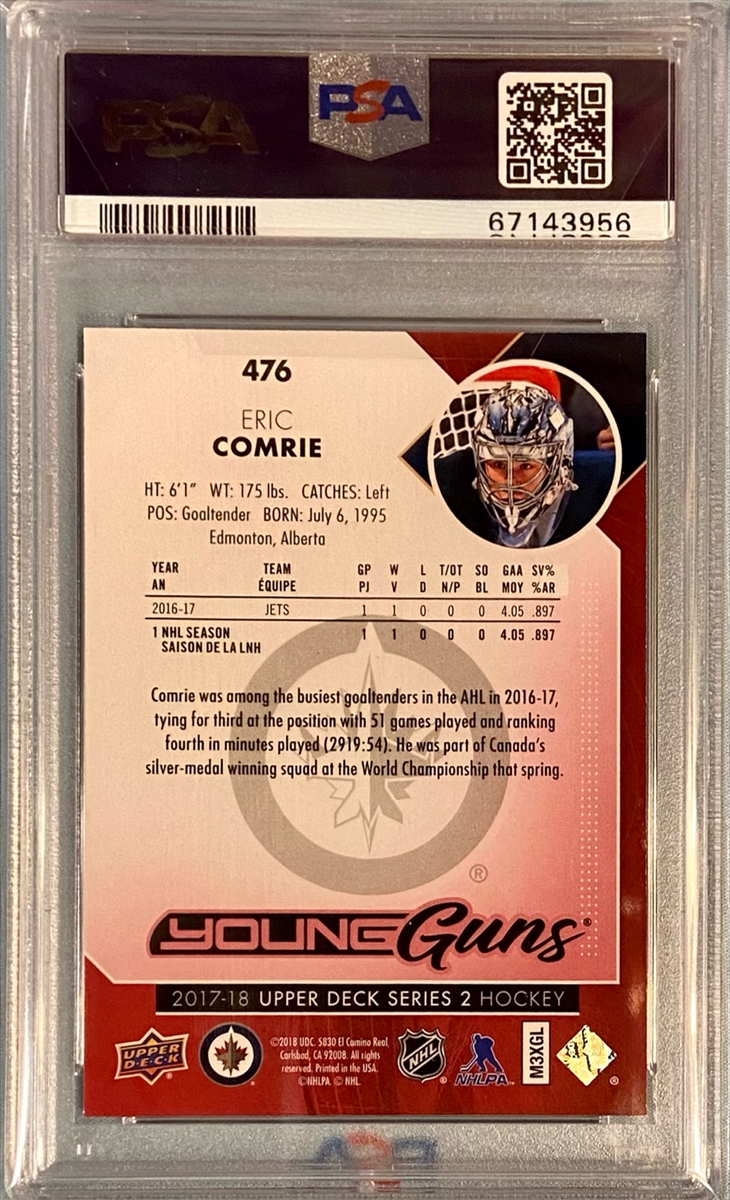 PSA
PSA
67143956
476
ERIC
COMRIE
HT: 6'1" WT: 175 lbs. CATCHES: Left
POS: Goaltender BORN: July 6, 1995
Edmonton, Alberta
YEAR TEAM GP W L T/OT SO GAA SV%
AN ÉQUIPE PJ V D N/P BL MOY %AR
2016-17 JETS 1 1 0 0 0 4.05 .897
1 NHL SEASON 1 1 0 0 0 4.05 .897
SAISON DE LA LNH
Comrie was among the busiest goaltenders in the AHL in 2016-17,
tying for third at the position with 51 games played and ranking
fourth in minutes played (2919:54). He was part of Canada's
silver-medal winning squad at the World Championship that spring.
®
YOUNG Guns®
2017-18 UPPER DECK SERIES 2 HOCKEY
UPPER
D·E·C·K
©2018 UDC. 5830 El Camino Real,
Carlsbad, CA 92008. All rights
reserved. Printed in the USA.
©NHLPA. © NHL.
NHL
NHLPA
M3XGL